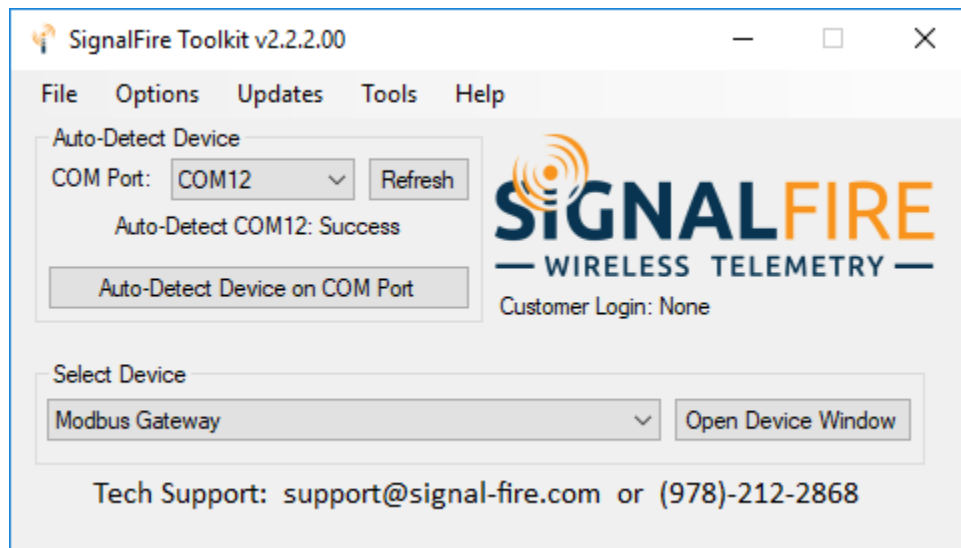 SignalFire Toolkit v2.2.2.00
File Options Updates Tools Help
Auto-Detect Device
COM Port: COM12 Refresh
Auto-Detect COM12: Success
Auto-Detect Device on COM Port
SIGNALFIRE
WIRELESS TELEMETRY
Customer Login: None
Select Device
Modbus Gateway Open Device Window
Tech Support: support@signal-fire.com or (978)-212-2868